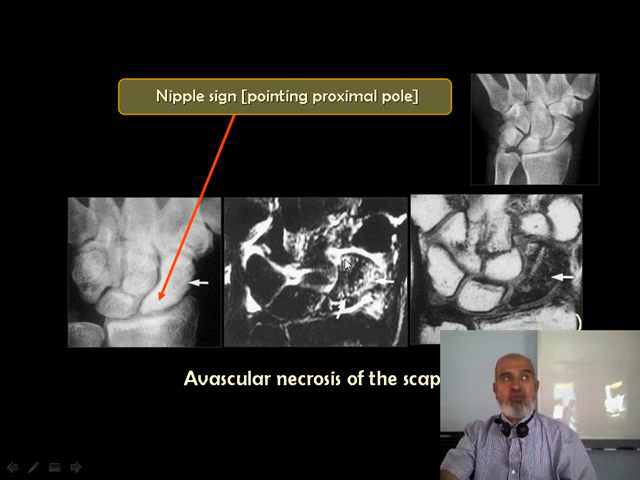 Nipple sign [pointing proximal pole]
Avascular necrosis of the scap
)